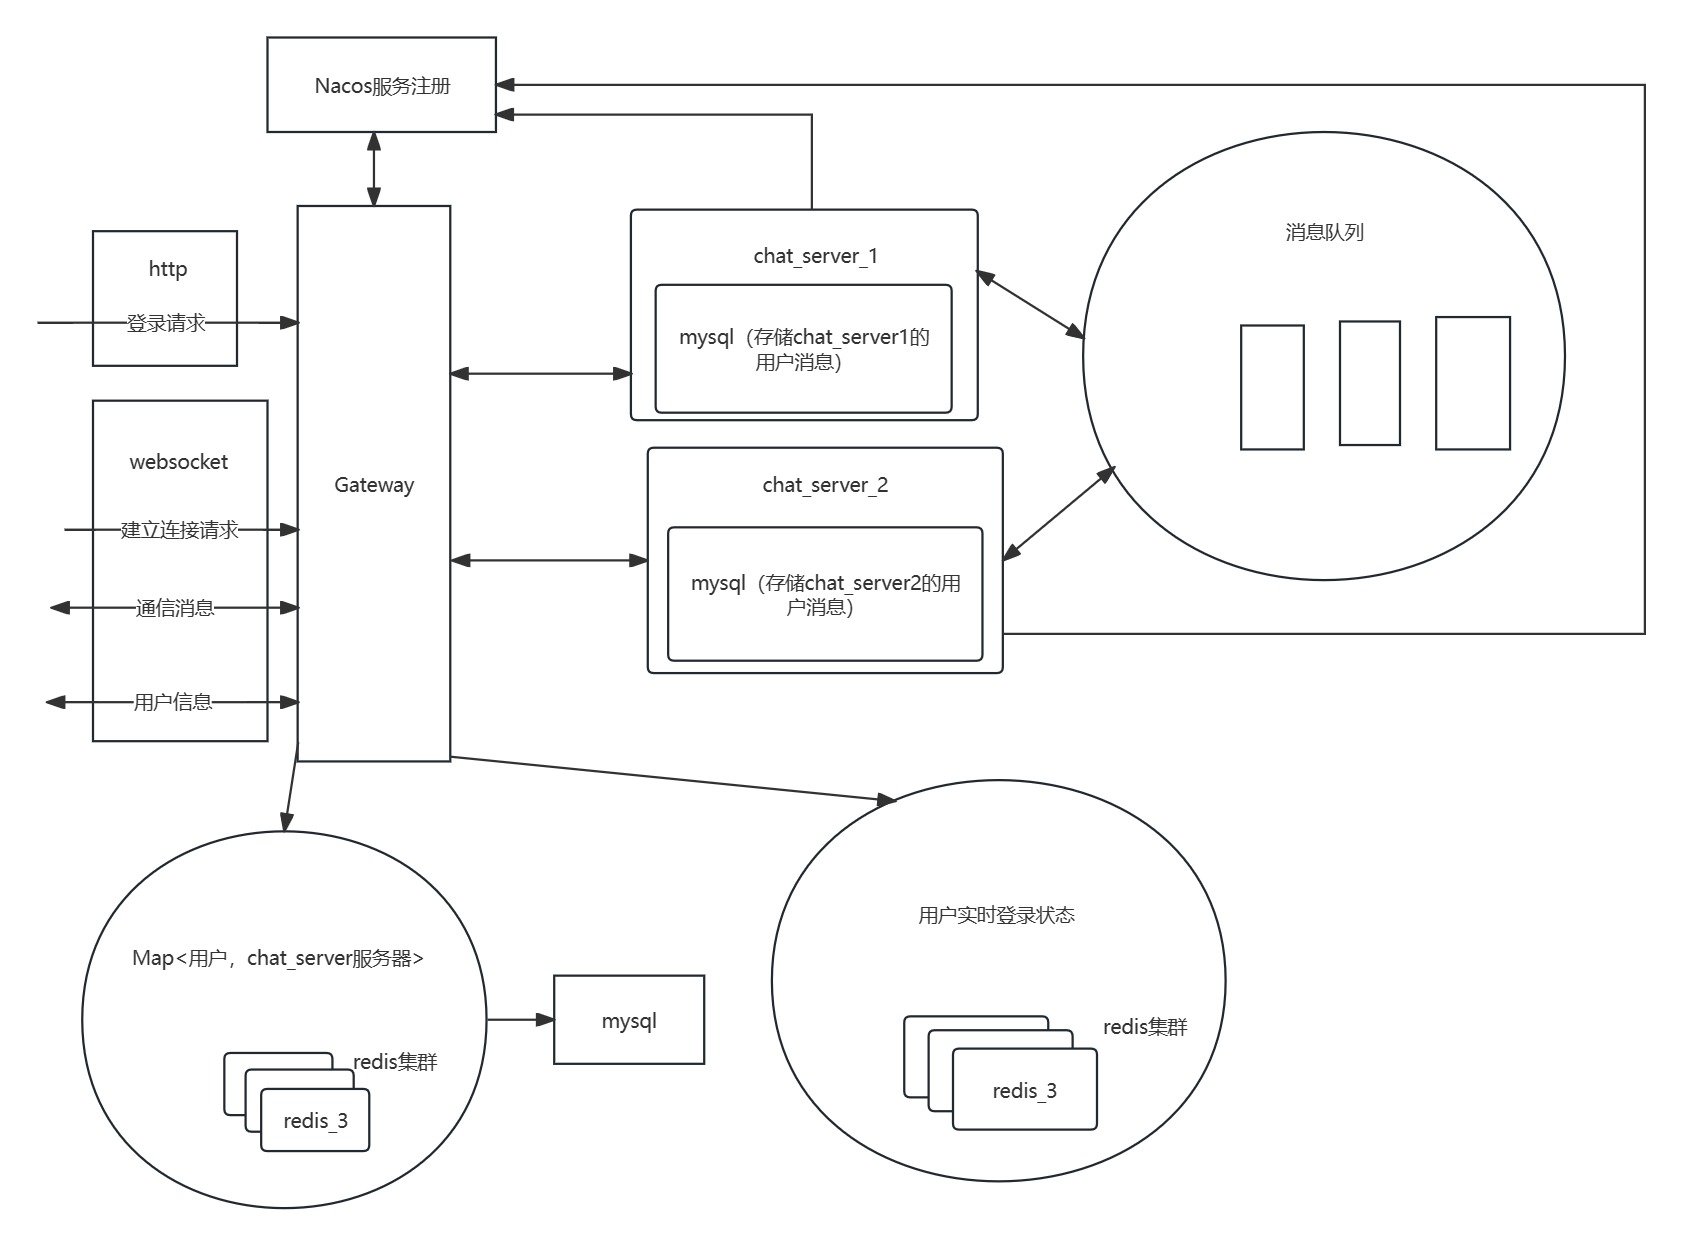 Nacos服务注册
消息队列
http
登录请求
chat_server_1
mysql（存储chat_server1的
用户消息）
websocket
建立连接请求
通信消息
用户信息
Gateway
chat_server_2
mysql（存储chat_server2的用
户消息）
Map<用户，chat_server服务器>
redis集群
redis_3
mysql
用户实时登录状态
redis集群
redis_3